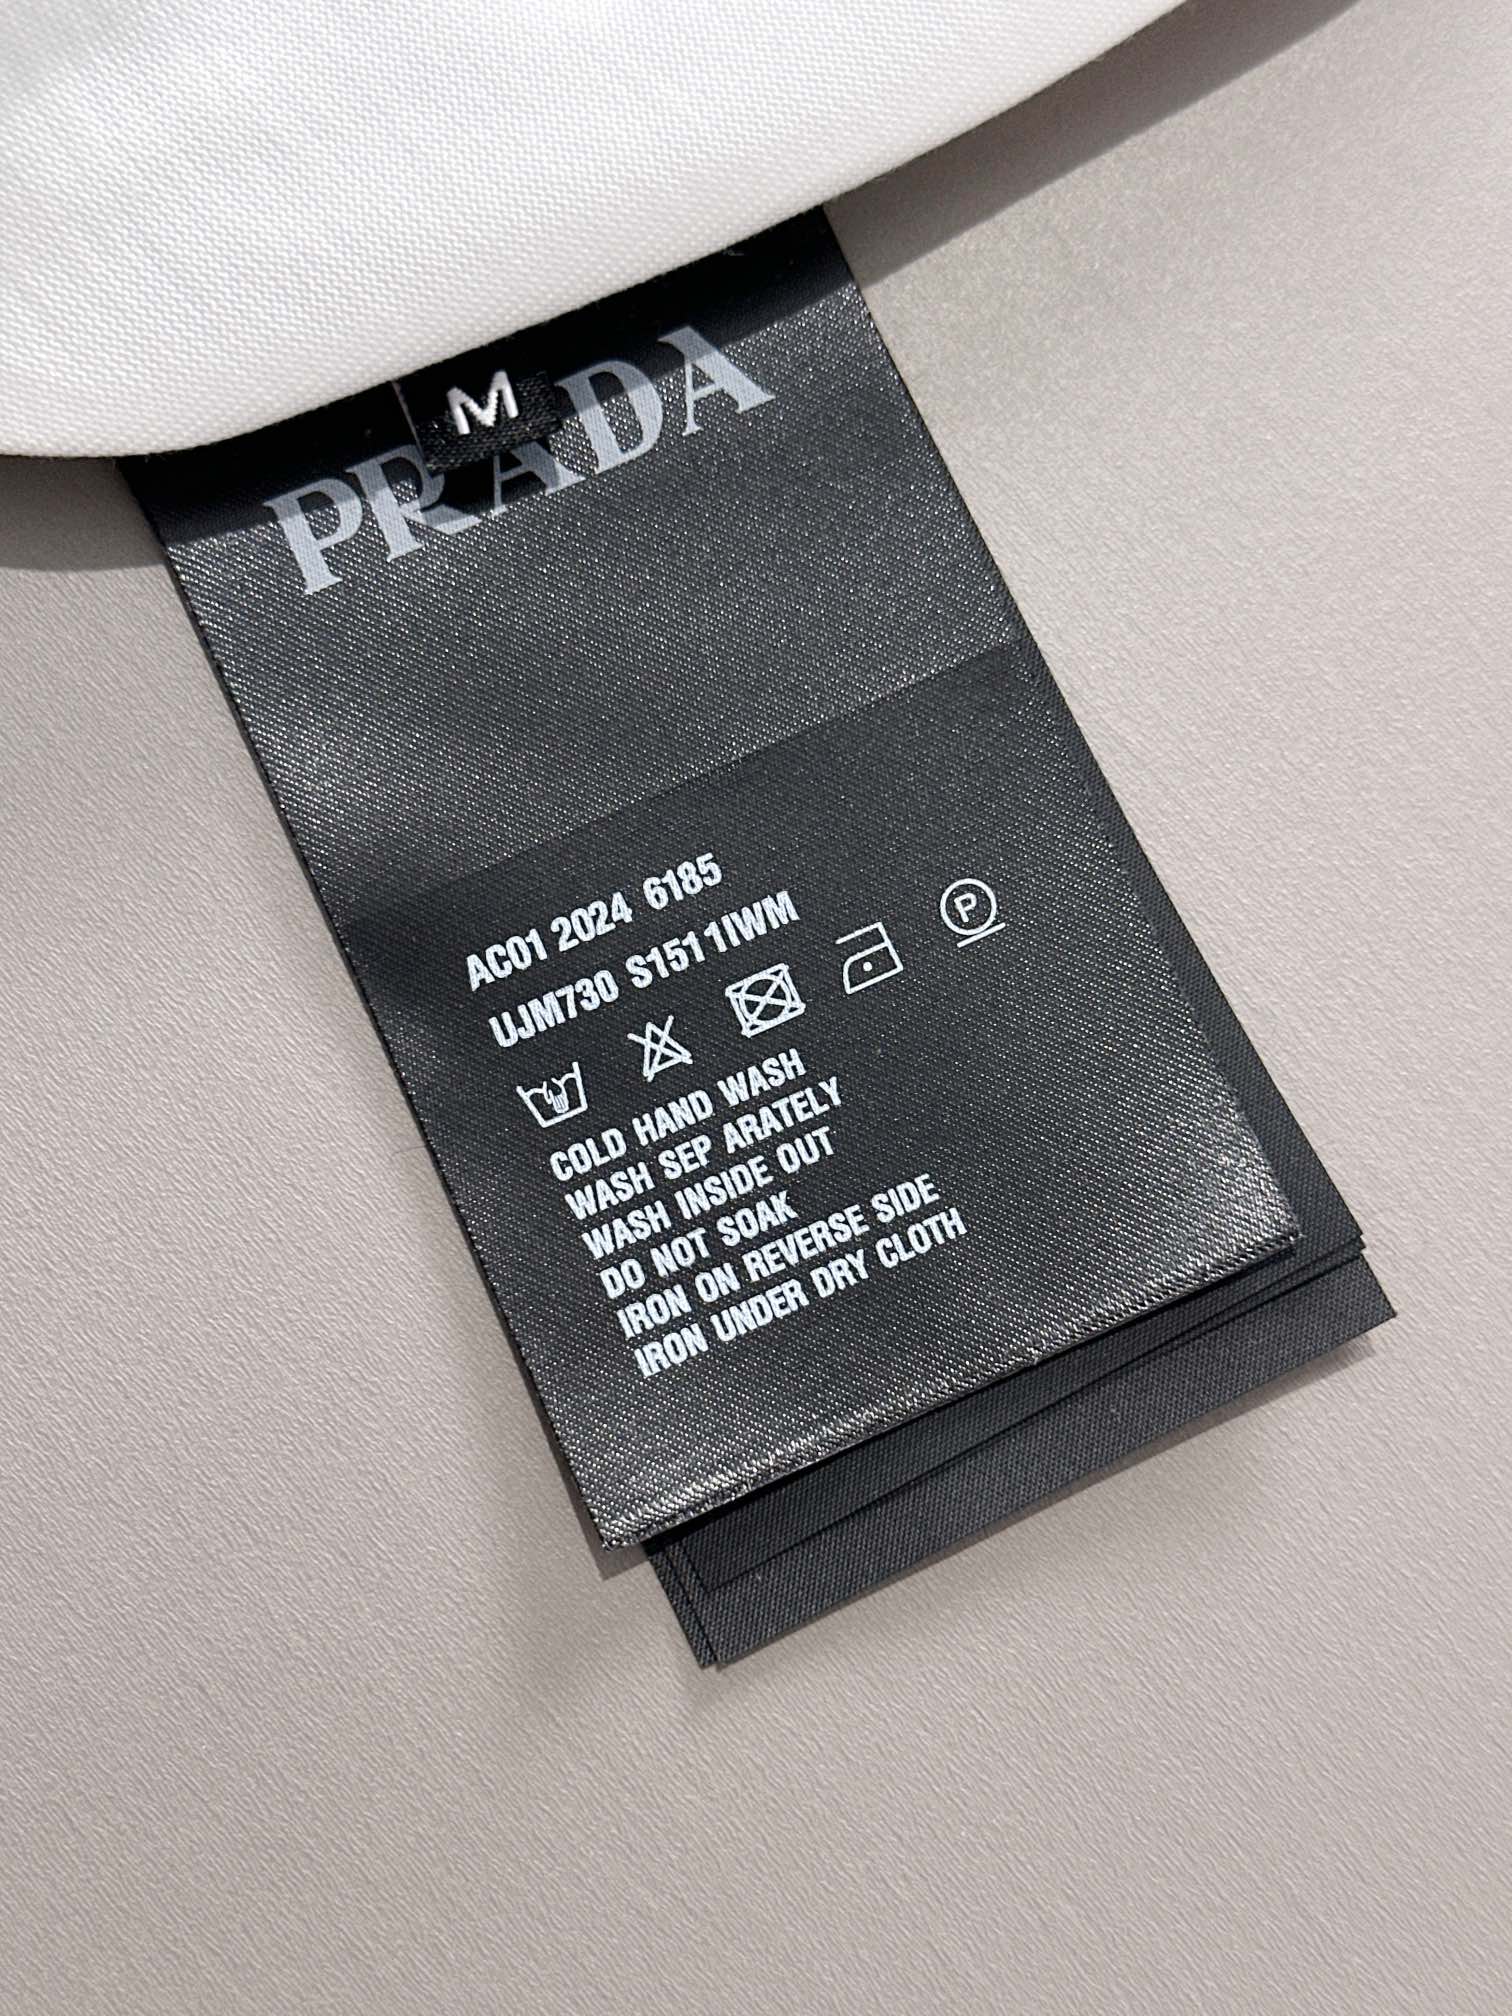 M
PRADA
AC01 2024 6185
UJM730 S1511IWM
P
COLD HAND WASH
WASH SEP ARATELY
WASH INSIDE OUT
DO NOT SOAK
IRON ON REVERSE SIDE
IRON UNDER DRY CLOTH